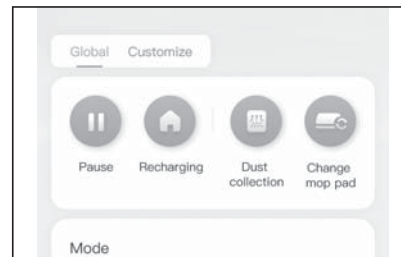 Global Customize
Pause Recharging Dust collection Change mop pad
Mode